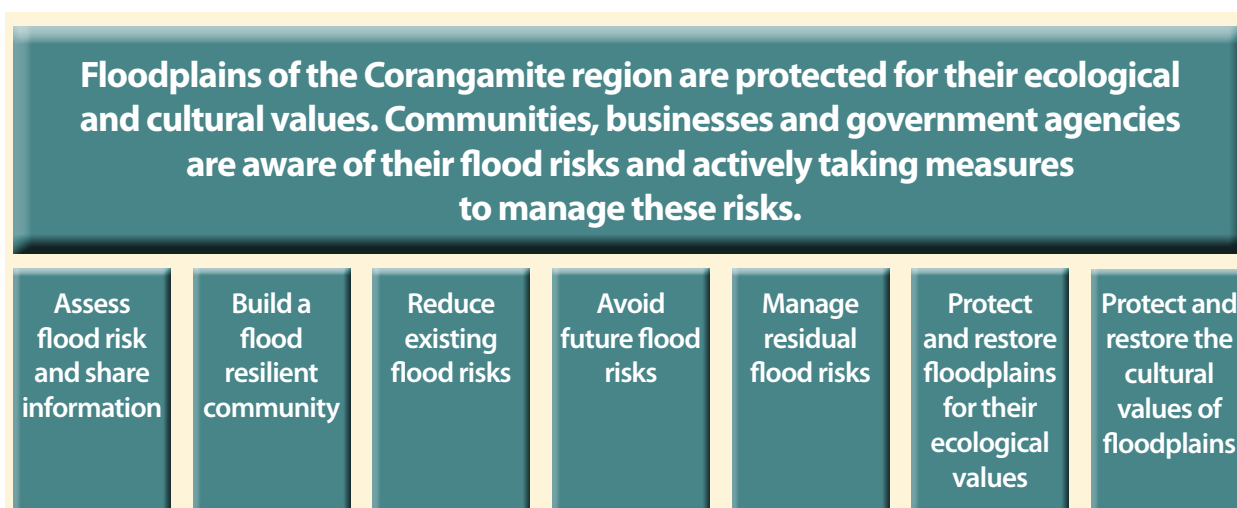 Floodplains of the Corangamite region are protected for their ecological
and cultural values. Communities, businesses and government agencies
are aware of their flood risks and actively taking measures
to manage these risks.
Assess
flood risk
and share
information
Build a
flood
resilient
community
Reduce
existing
flood risks
Avoid
future flood
risks
Manage
residual
flood risks
Protect
and restore
floodplains
for their
ecological
values
Protect and
restore the
cultural
values of
floodplains